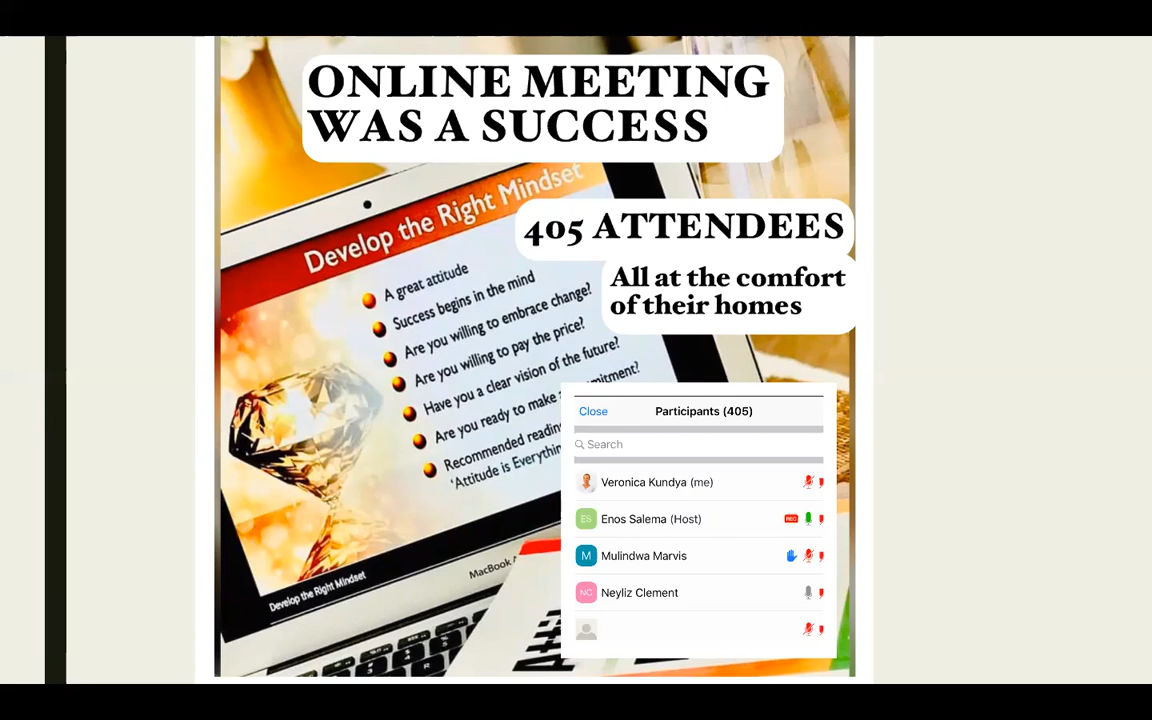 ONLINE MEETING
WAS A SUCCESS
405 ATTENDEES
All at the comfort
of their homes
Develop the Right Mindset
A great attitude
Success begins in the mind
Are you willing to embrace change?
Are you willing to pay the price?
Have you a clear vision of the future?
Are you ready to make
Recommended
'Attitude is
Develop the Right Mindset
MacBook
Close Participants (405)
Search
Veronica Kundya (me)
ES Enos Salema (Host) REC
M Mulindwa Marvis
NC Neyliz Clement